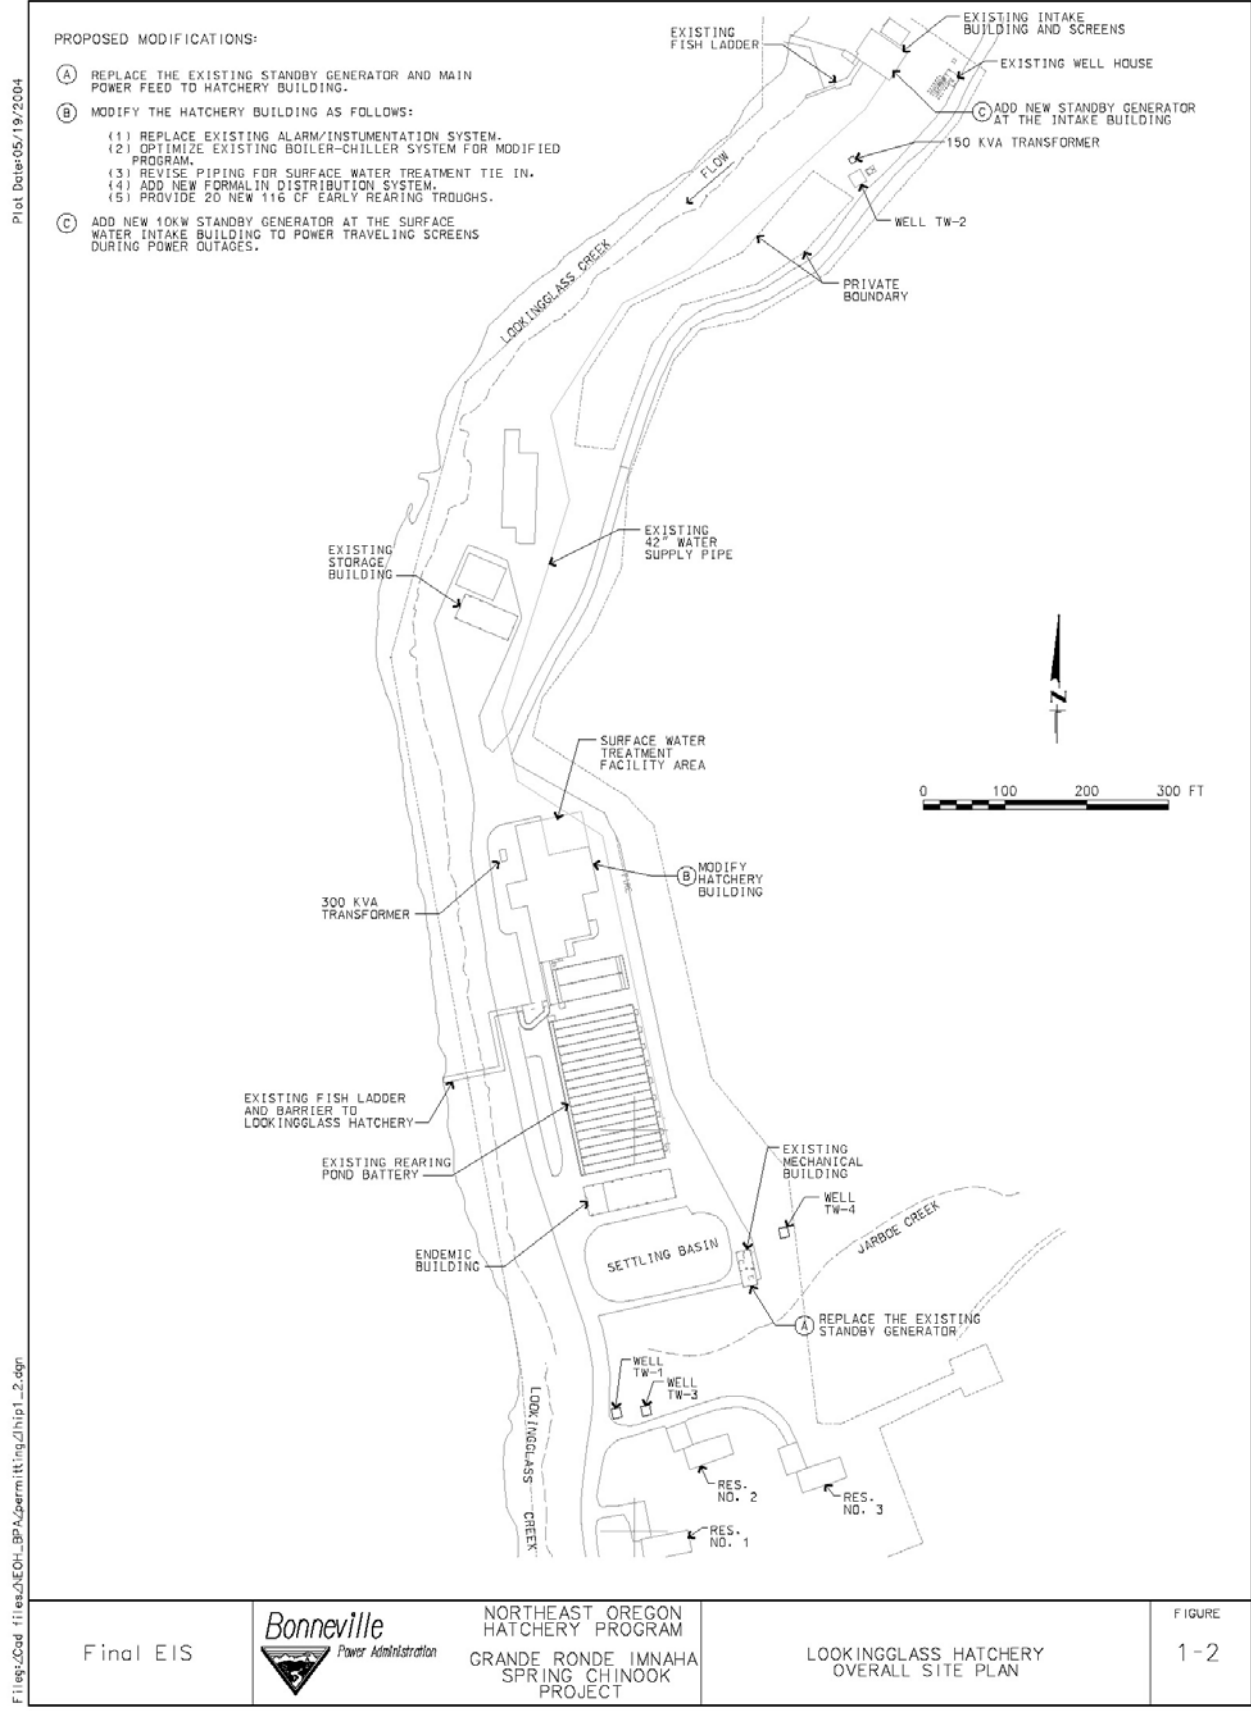 PROPOSED MODIFICATIONS:
A REPLACE THE EXISTING STANDBY GENERATOR AND MAIN
POWER FEED TO HATCHERY BUILDING.
B MODIFY THE HATCHERY BUILDING AS FOLLOWS:
(1) REPLACE EXISTING ALARM/INSTUMENTATION SYSTEM.
(2) OPTIMIZE EXISTING BOILER-CHILLER SYSTEM FOR MODIFIED
PROGRAM.
(3) REVISE PIPING FOR SURFACE WATER TREATMENT TIE IN.
(4) ADD NEW FORMALIN DISTRIBUTION SYSTEM.
(5) PROVIDE 20 NEW 116 CF EARLY REARING TROUGHS.
C ADD NEW 10KW STANDBY GENERATOR AT THE SURFACE
WATER INTAKE BUILDING TO POWER TRAVELING SCREENS
DURING POWER OUTAGES.
Plot Date:05/19/2004
EXISTING
FISH LADDER
EXISTING INTAKE
BUILDING AND SCREENS
EXISTING WELL HOUSE
C ADD NEW STANDBY GENERATOR
AT THE INTAKE BUILDING
150 KVA TRANSFORMER
FLOW
WELL TW-2
PRIVATE
BOUNDARY
LOOKINGGLASS CREEK
EXISTING
42" WATER
SUPPLY PIPE
EXISTING
STORAGE
BUILDING
N
SURFACE WATER
TREATMENT
FACILITY AREA
0 100 200 300 FT
B MODIFY
HATCHERY
BUILDING
300 KVA
TRANSFORMER
EXISTING FISH LADDER
AND BARRIER TO
LOOKINGGLASS HATCHERY
EXISTING REARING
POND BATTERY
EXISTING
MECHANICAL
BUILDING
WELL
TW-4
JARBOE CREEK
ENDEMIC
BUILDING
SETTLING BASIN
A REPLACE THE EXISTING
STANDBY GENERATOR
WELL
TW-1
WELL
TW-3
LOOKINGGLASS CREEK
RES.
NO. 2
RES.
NO. 3
RES.
NO. 1
File:/Cad files/NEOH_BPA/permitting/lhip1_2.dgn
Final EIS
Bonneville
Power Administration
NORTHEAST OREGON
HATCHERY PROGRAM
GRANDE RONDE IMNAHA
SPRING CHINOOK
PROJECT
LOOKINGGLASS HATCHERY
OVERALL SITE PLAN
FIGURE
1-2